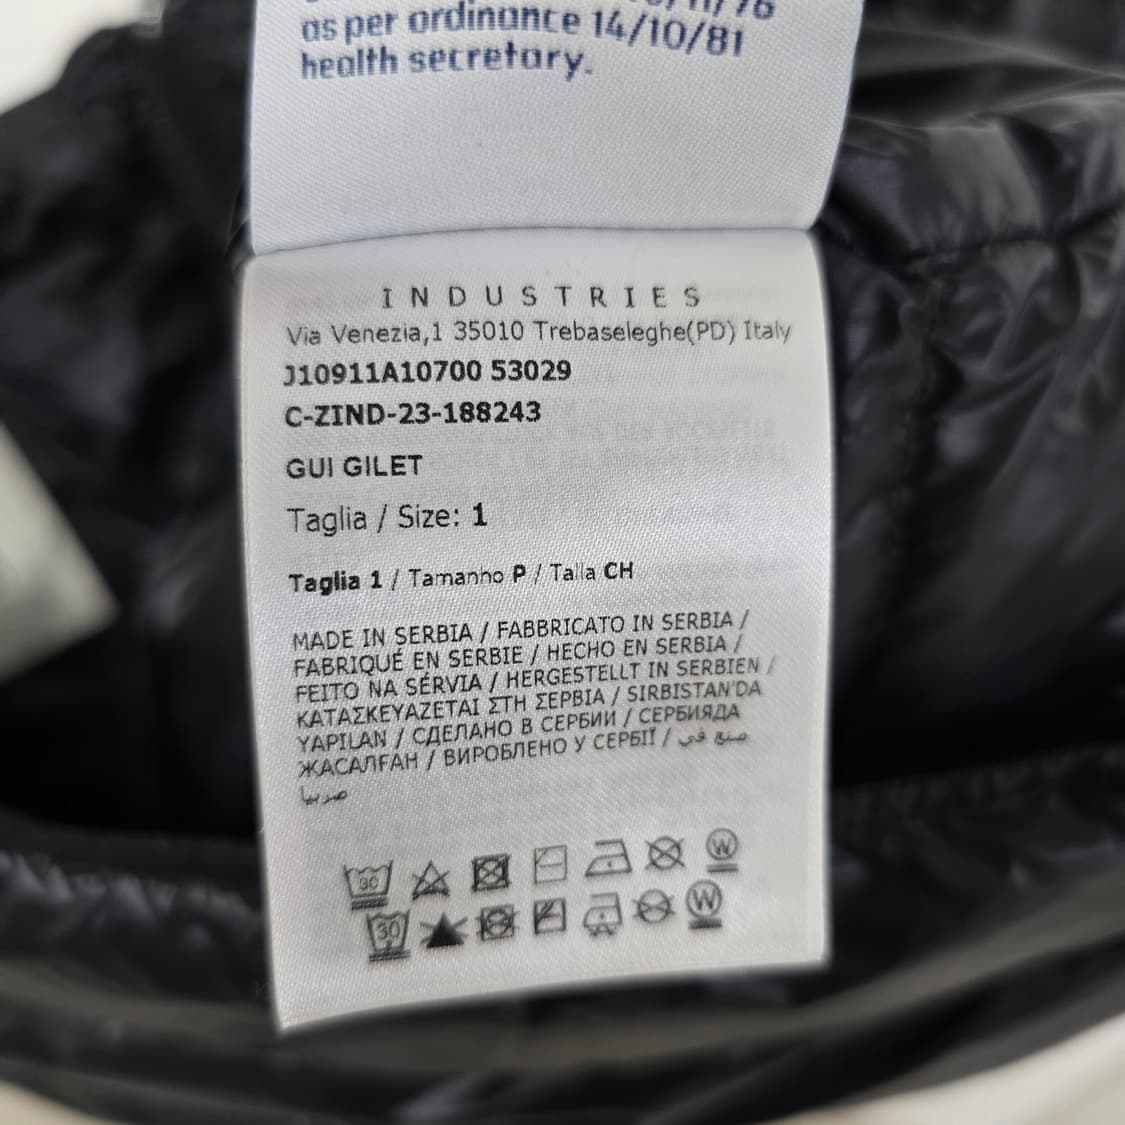 as per ordinance 14/10/81
health secretary.
INDUSTRIES
Via Venezia,1 35010 Trebaseleghe(PD) Italy
J10911A10700 53029
C-ZIND-23-188243
GUI GILET
Taglia / Size: 1
Taglia 1 / Tamanho P / Talla CH
MADE IN SERBIA / FABBRICATO IN SERBIA /
FABRIQUÉ EN SERBIE / HECHO EN SERBIA /
FEITO NA SÉRVIA / HERGESTELLT IN SERBIEN /
ΚΑΤΑΣΚΕΥΑΖΕΤΑΙ ΣΤΗ ΣΕΡΒΙΑ / SIRBISTAN'DA
YAPILAN / СДЕЛАНО В СЕРБИИ / СЕРБИЯДА
ЖАСАЛҒАН / ВИРОБЛЕНО У СЕРБІЇ / صنع في
صربيا
30 W
30 W